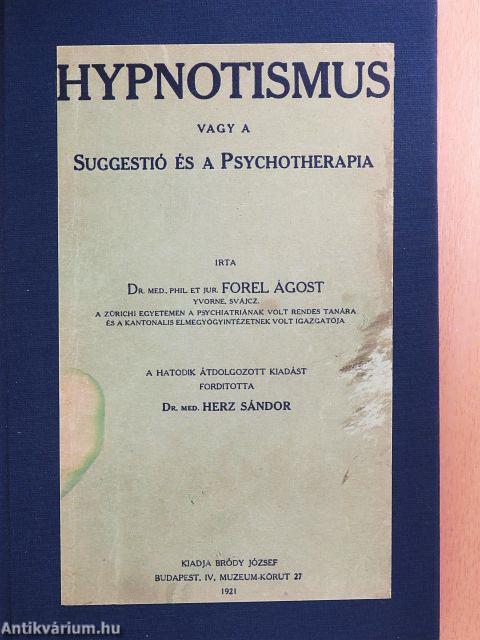 HYPNOTISMUS
VAGY A
SUGGESTIÓ ÉS A PSYCHOTHERAPIA
IRTA
DR. MED., PHIL. ET JUR. FOREL ÁGOST
YVORNE, SVÁJCZ.
A ZÜRICHI EGYETEMEN A PSYCHIATRIÁNAK VOLT RENDES TANÁRA
ÉS A KANTONALIS ELMEGYÓGYINTÉZETNEK VOLT IGAZGATÓJA
A HATODIK ÁTDOLGOZOTT KIADÁST
FORDITOTTA
DR. MED. HERZ SÁNDOR
KIADJA BRÓDY JÓZSEF
BUDAPEST, IV, MUZEUM-KÖRUT 27
1921
Antikvárium.hu